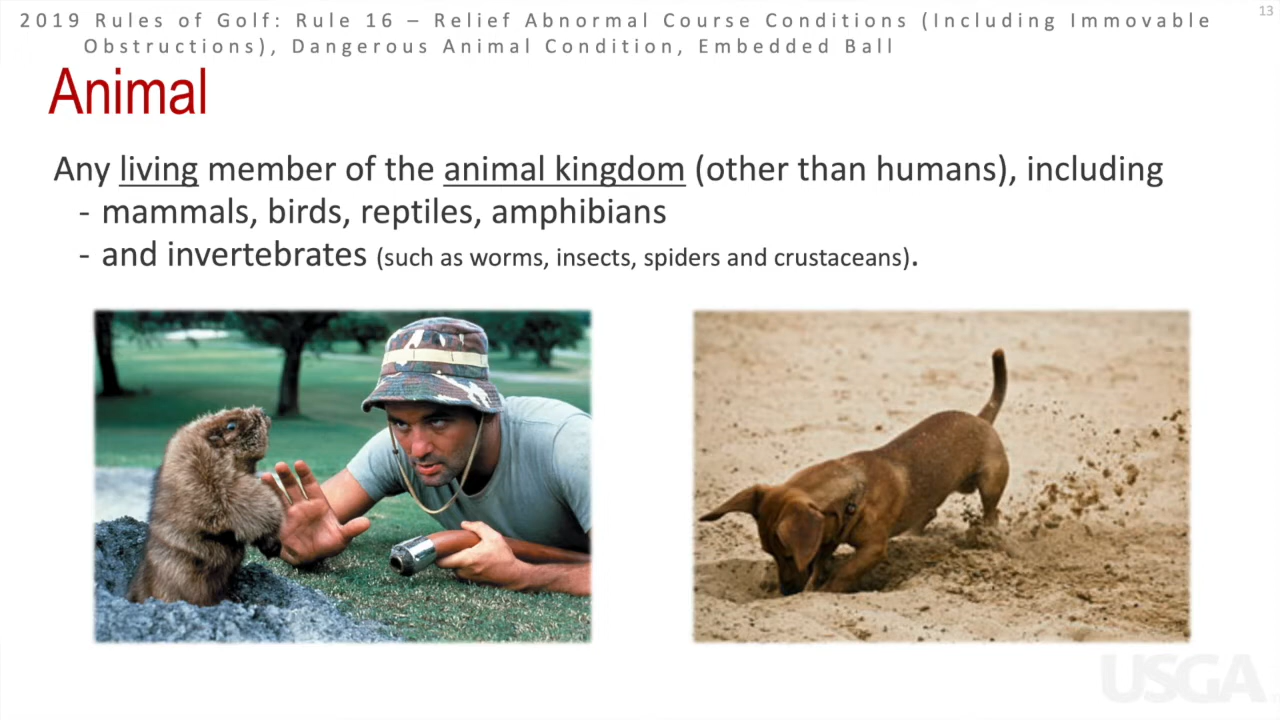 13
2019 Rules of Golf: Rule 16 – Relief Abnormal Course Conditions (Including Immovable
Obstructions), Dangerous Animal Condition, Embedded Ball
Animal
Any living member of the animal kingdom (other than humans), including
- mammals, birds, reptiles, amphibians
- and invertebrates (such as worms, insects, spiders and crustaceans).
USGA